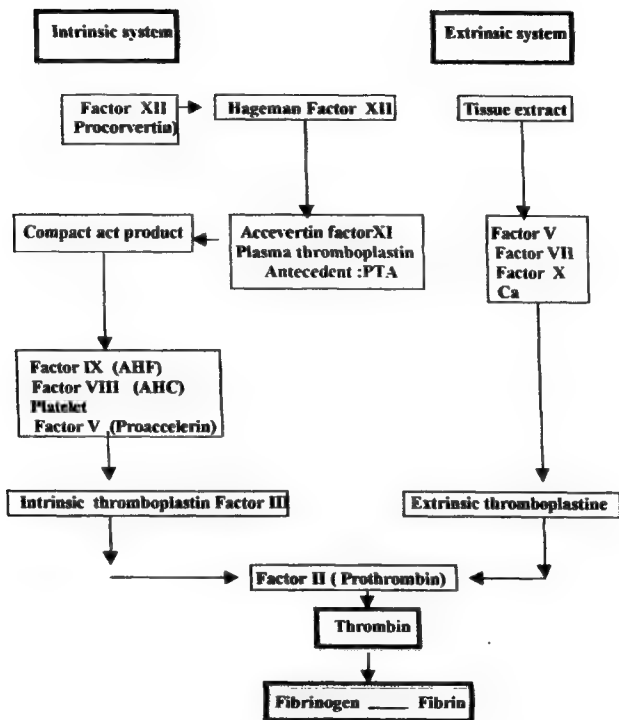 Intrinsic system
Extrinsic system
Factor XII
Procorvertin)
Hageman Factor XII
Tissue extract
Compact act product
Accevertin factorXI
Plasma thromboplastin
Antecedent :PTA
Factor V
Factor VII
Factor X
Ca
Factor IX (AHF)
Factor VIII (AHC)
Platelet
Factor V (Proaccelerin)
Intrinsic thromboplastin Factor III
Extrinsic thromboplastine
Factor II ( Prothrombin)
Thrombin
Fibrinogen ___ Fibrin